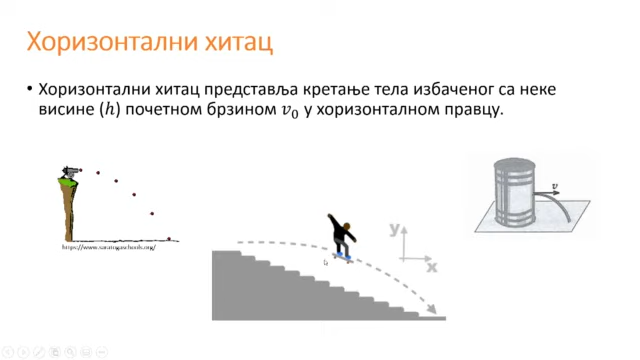 Хоризонтални хитац
• Хоризонтални хитац представља кретање тела избаченог са неке
висине (ℎ) почетном брзином 𝑣₀ у хоризонталном правцу.
v
y
x
https://www.saratogaschools.org/